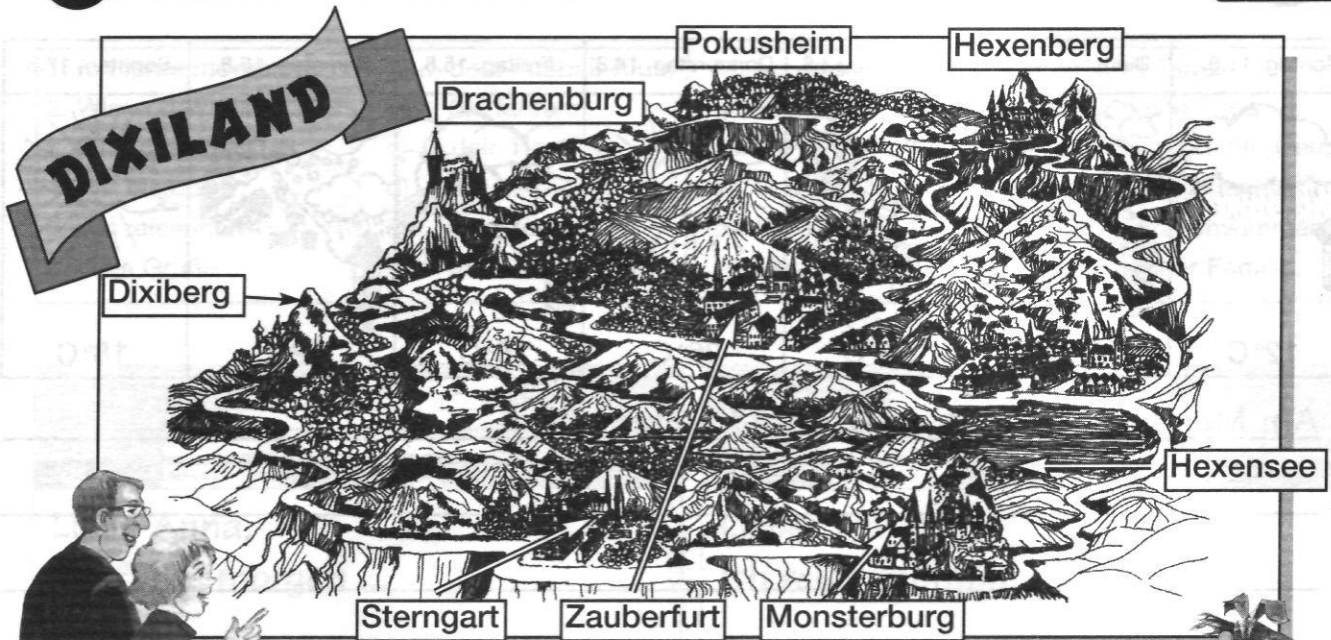 DIXILAND
Pokusheim
Hexenberg
Drachenburg
Dixiberg
Hexensee
Sterngart
Zauberfurt
Monsterburg